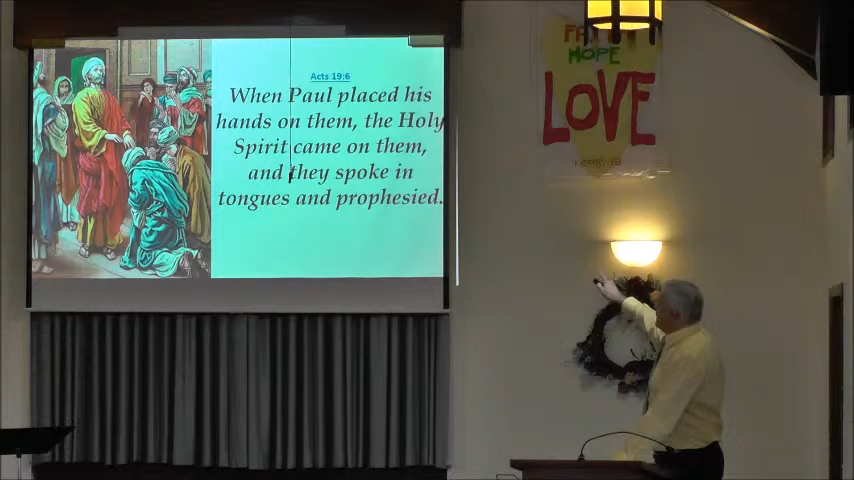 Acts 19:6
When Paul placed his
hands on them, the Holy
Spirit came on them,
and they spoke in
tongues and prophesied.
HOPE
LOVE